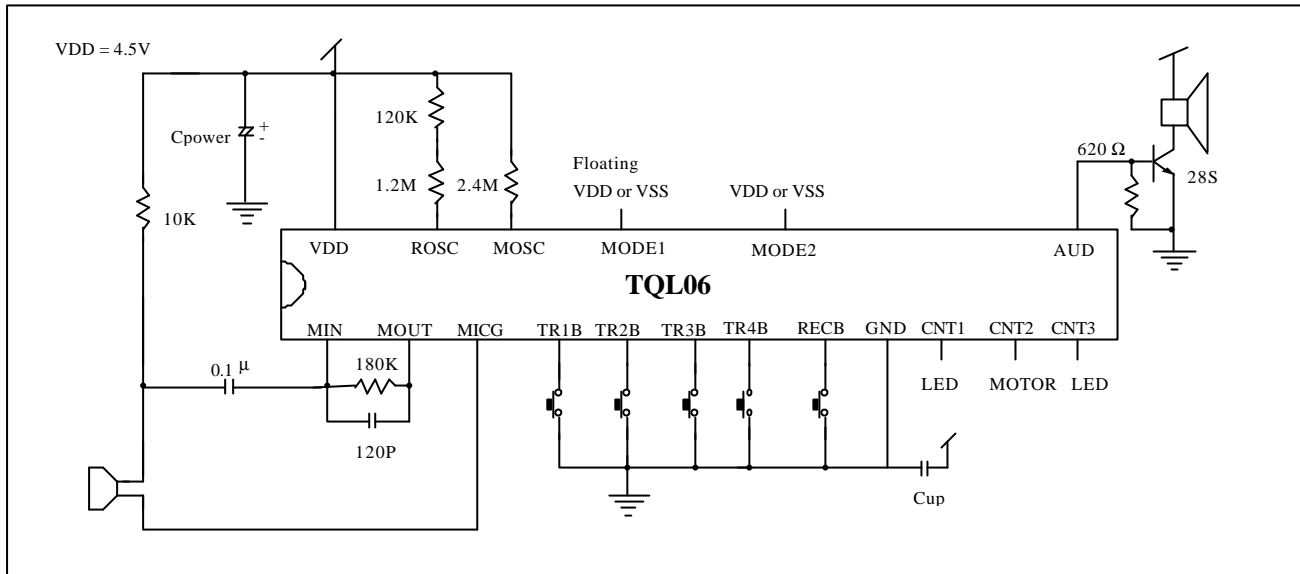 VDD = 4.5V
Cpower
+
-
120K
1.2M
2.4M
10K
Floating
VDD or VSS
VDD or VSS
620 Ω
28S
VDD ROSC MOSC MODE1 MODE2 AUD
TQL06
MIN MOUT MICG TR1B TR2B TR3B TR4B RECB GND CNT1 CNT2 CNT3
0.1 μ
180K
120P
LED MOTOR LED
Cup